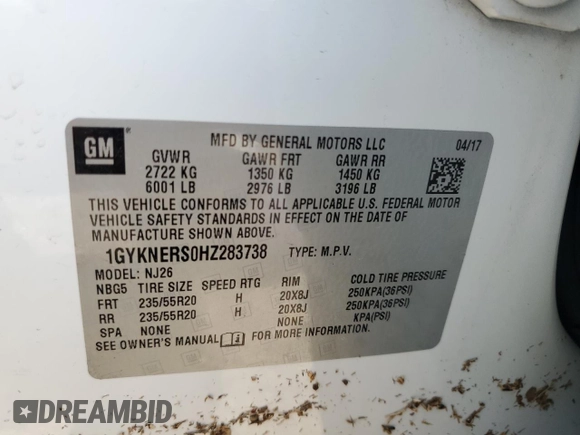 GM
MFD BY GENERAL MOTORS LLC 04/17
GVWR GAWR FRT GAWR RR
2722 KG 1350 KG 1450 KG
6001 LB 2976 LB 3196 LB
THIS VEHICLE CONFORMS TO ALL APPLICABLE U.S. FEDERAL MOTOR
VEHICLE SAFETY STANDARDS IN EFFECT ON THE DATE OF
MANUFACTURE SHOWN ABOVE.
1GYKNERS0HZ283738 TYPE: M.P.V.
MODEL: NJ26
NBG5 TIRE SIZE SPEED RTG RIM COLD TIRE PRESSURE
FRT 235/55R20 H 20X8J 250KPA(36PSI)
RR 235/55R20 H 20X8J 250KPA(36PSI)
SPA NONE NONE KPA(PSI)
SEE OWNER'S MANUAL FOR MORE INFORMATION.
DREAMBID